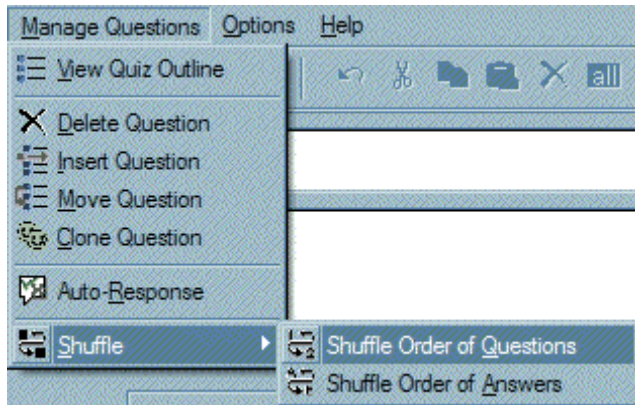 Manage Questions Options Help
View Quiz Outline
all
Delete Question
Insert Question
Move Question
Clone Question
Auto-Response
Shuffle
Shuffle Order of Questions
Shuffle Order of Answers